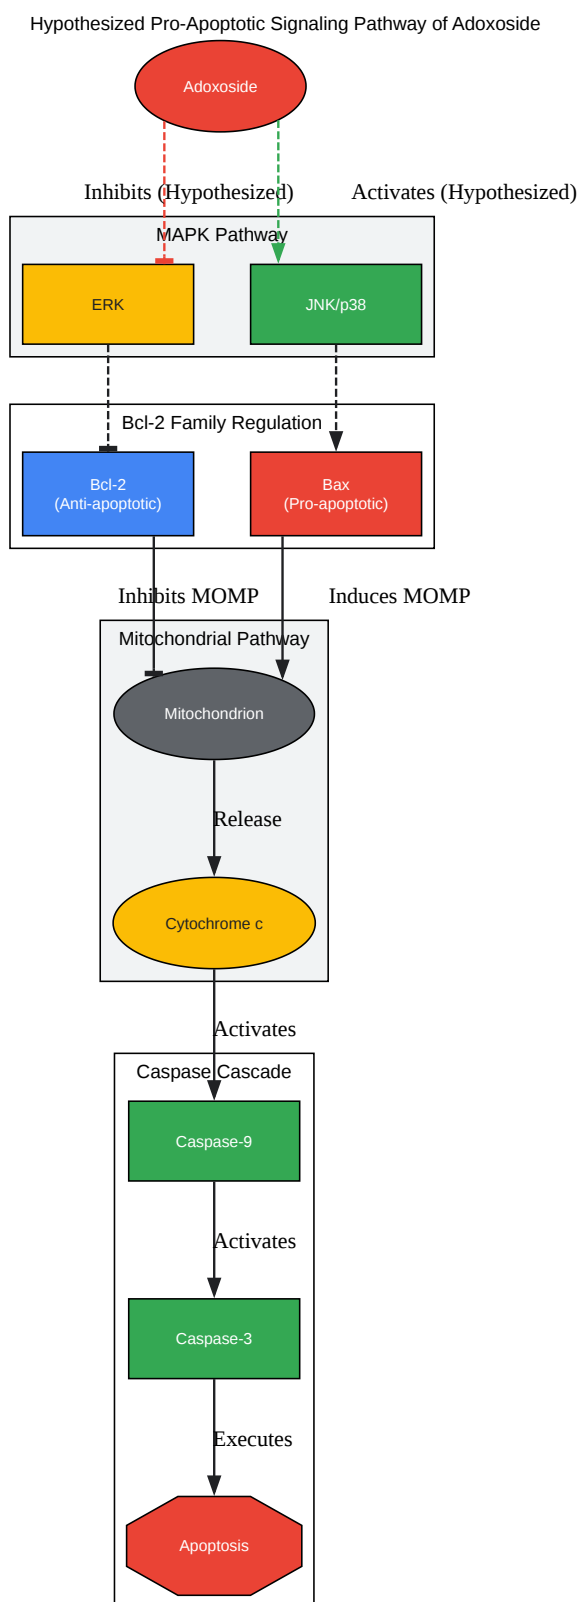 Hypothesized Pro-Apoptotic Signaling Pathway of Adoxoside
Adoxoside
Inhibits (Hypothesized)
Activates (Hypothesized)
MAPK Pathway
ERK
JNK/p38
Bcl-2 Family Regulation
Bcl-2
(Anti-apoptotic)
Bax
(Pro-apoptotic)
Inhibits MOMP
Induces MOMP
Mitochondrial Pathway
Mitochondrion
Release
Cytochrome c
Activates
Caspase Cascade
Caspase-9
Activates
Caspase-3
Executes
Apoptosis